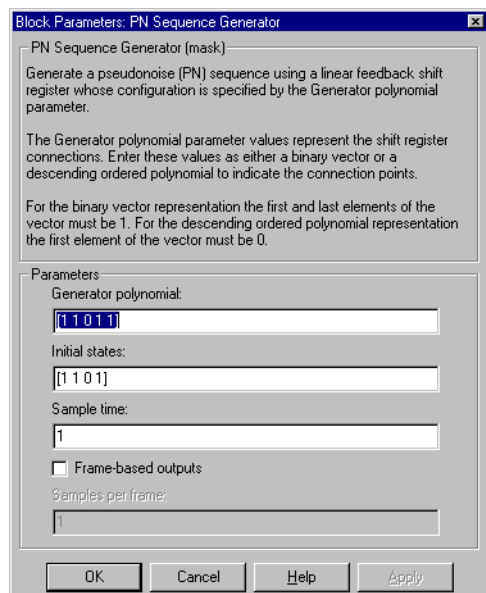 Block Parameters: PN Sequence Generator
PN Sequence Generator (mask)
Generate a pseudonoise (PN) sequence using a linear feedback shift
register whose configuration is specified by the Generator polynomial
parameter.
The Generator polynomial parameter values represent the shift register
connections. Enter these values as either a binary vector or a
descending ordered polynomial to indicate the connection points.
For the binary vector representation the first and last elements of the
vector must be 1. For the descending ordered polynomial representation
the first element of the vector must be 0.
Parameters
Generator polynomial:
[1 1 0 1 1]
Initial states:
[1 1 0 1]
Sample time:
1
Frame-based outputs
Samples per frame:
1
OK Cancel Help Apply